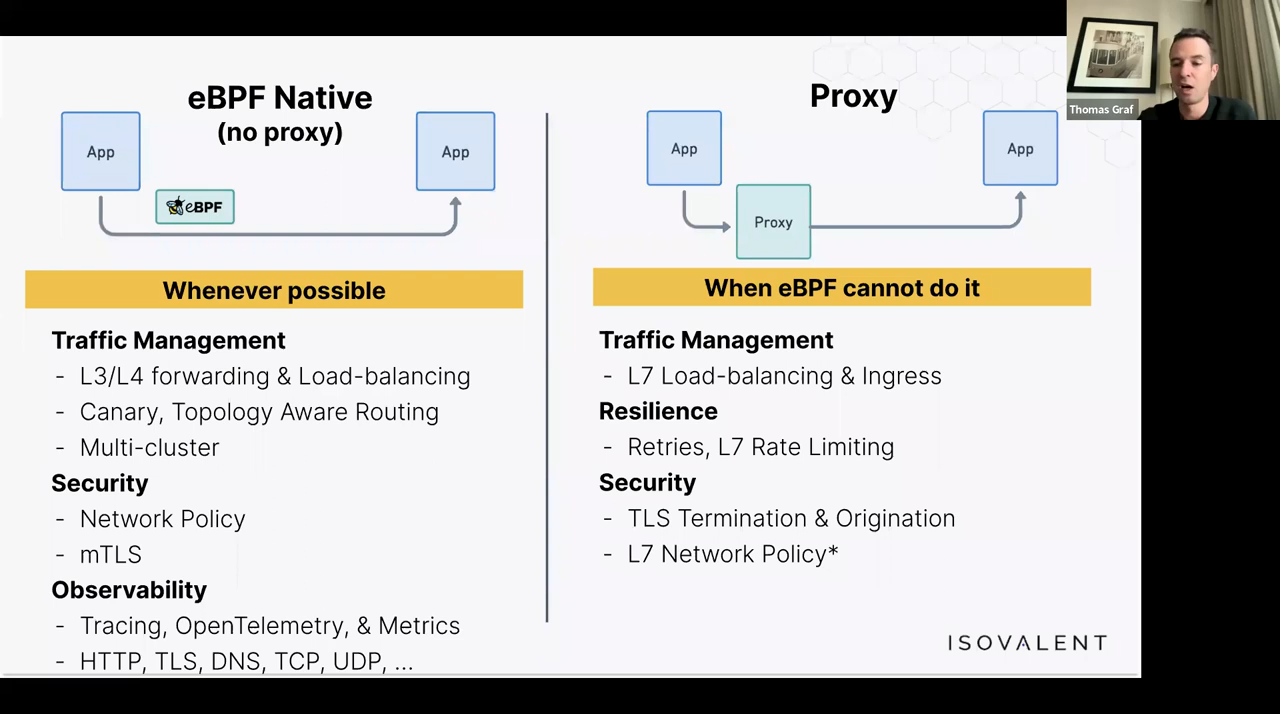 eBPF Native
(no proxy)
App
App
eBPF
Whenever possible
Traffic Management
- L3/L4 forwarding & Load-balancing
- Canary, Topology Aware Routing
- Multi-cluster
Security
- Network Policy
- mTLS
Observability
- Tracing, OpenTelemetry, & Metrics
- HTTP, TLS, DNS, TCP, UDP, ...
Proxy
App
App
Proxy
When eBPF cannot do it
Traffic Management
- L7 Load-balancing & Ingress
Resilience
- Retries, L7 Rate Limiting
Security
- TLS Termination & Origination
- L7 Network Policy*
ISOVALENT
Thomas Graf